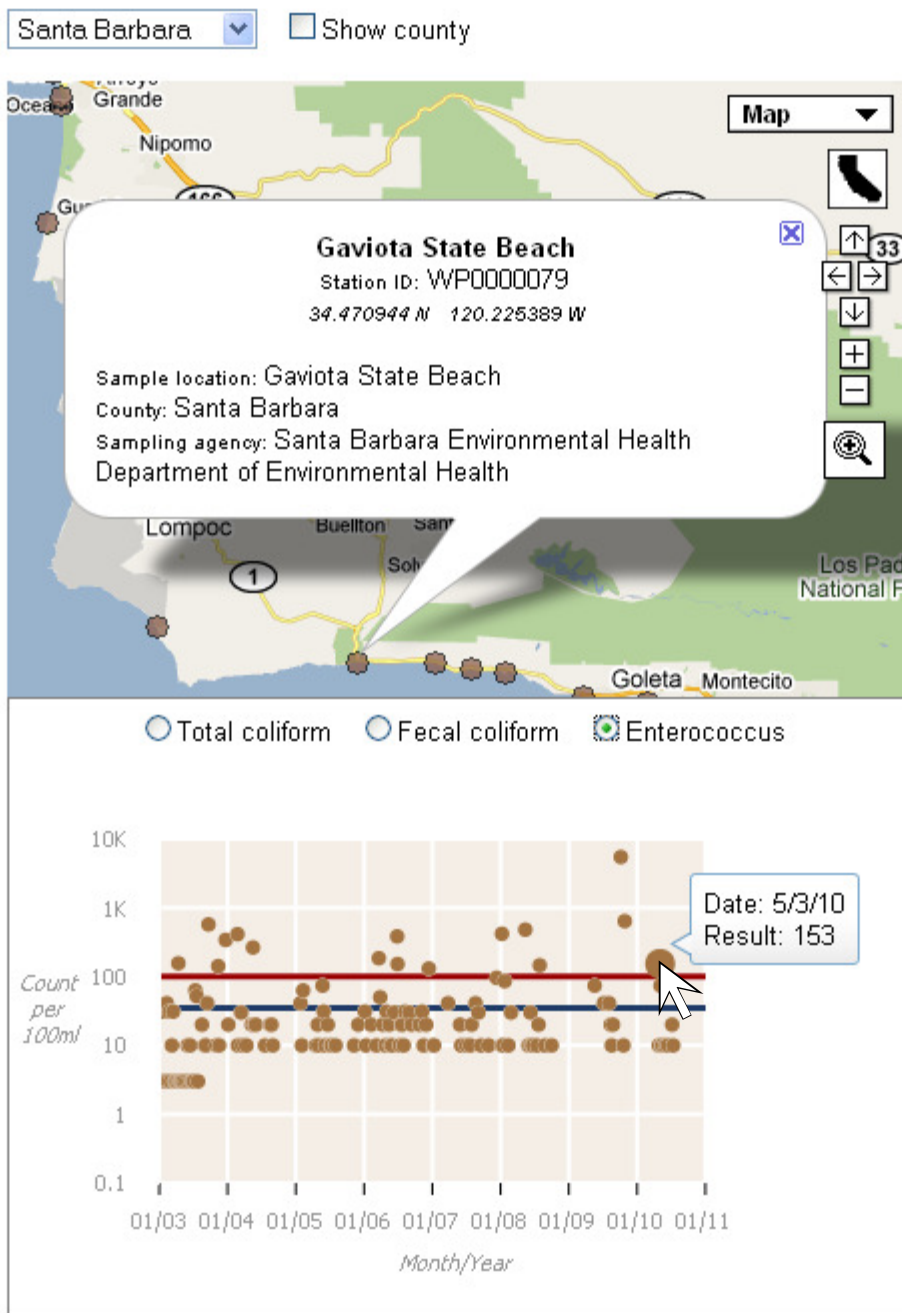 Santa Barbara
Show county
Arroyo
Grande
Nipomo
166
Map
33
Gaviota State Beach
Station ID: WP0000079
34.470944 N 120.225389 W
Sample location: Gaviota State Beach
County: Santa Barbara
Sampling agency: Santa Barbara Environmental Health
Department of Environmental Health
Lompoc
Buellton
1
Los Pad
National F
Goleta
Montecito
Total coliform
Fecal coliform
Enterococcus
10K
1K
100
10
1
0.1
Count
per
100ml
Date: 5/3/10
Result: 153
01/03 01/04 01/05 01/06 01/07 01/08 01/09 01/10 01/11
Month/Year